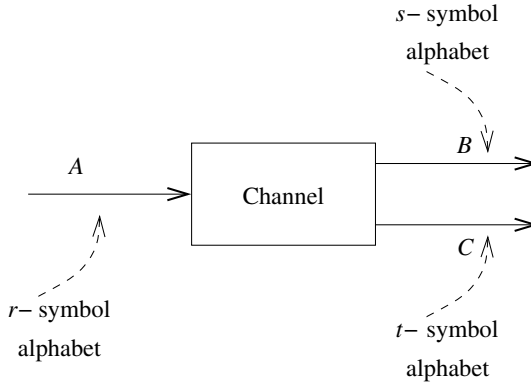 s− symbol
alphabet
A
B
Channel
C
r− symbol
alphabet
t− symbol
alphabet